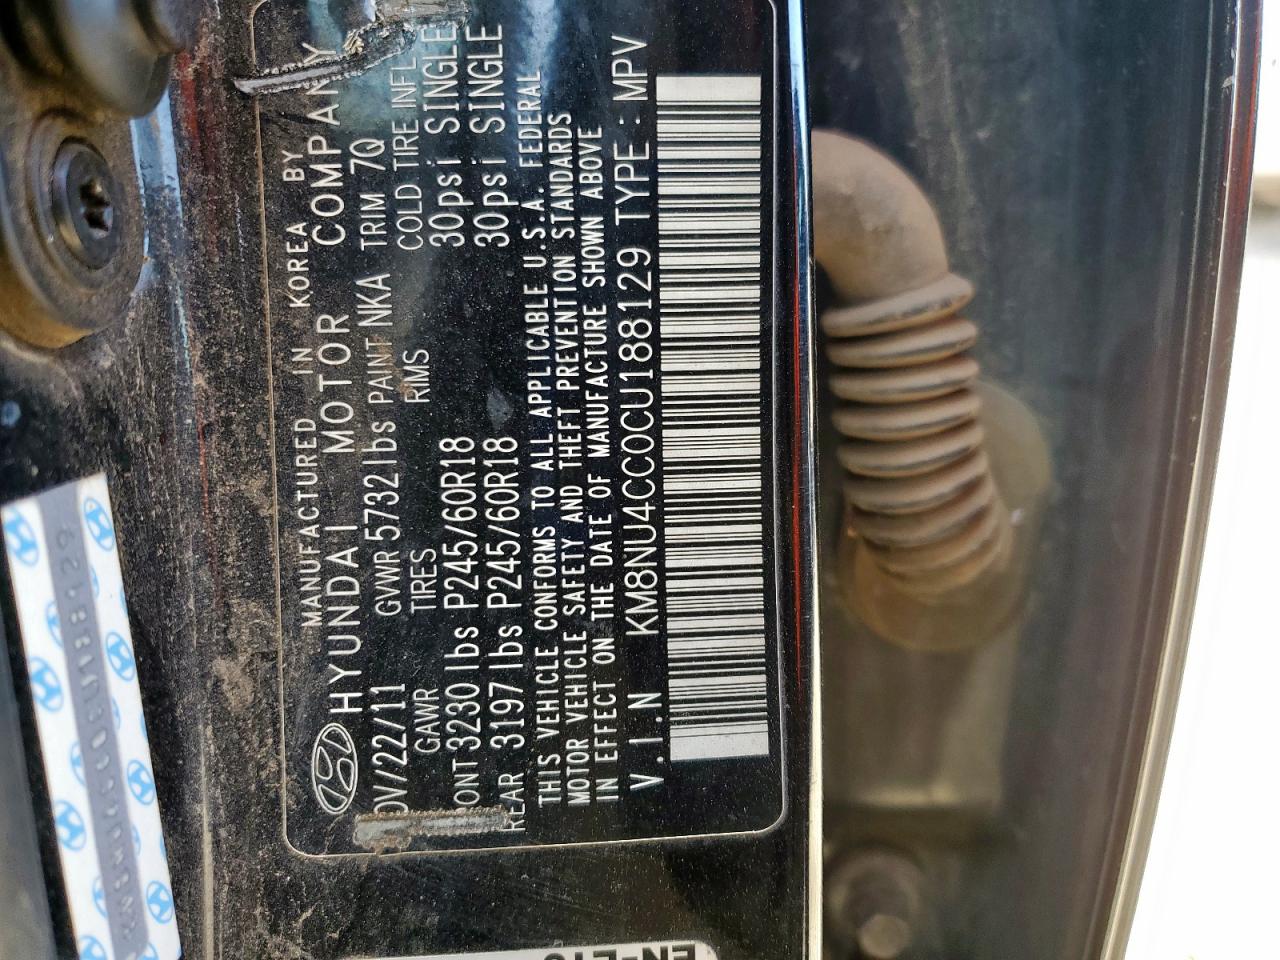 MANUFACTURED IN KOREA BY
HYUNDAI MOTOR COMPANY
OV/22/11 GVWR 5732lbs PAINT NKA TRIM 7Q
GAWR TIRES RIMS COLD TIRE INFL
ONT 3230lbs P245/60R18 30psi SINGLE
REAR 3197lbs P245/60R18 30psi SINGLE
THIS VEHICLE CONFORMS TO ALL APPLICABLE U.S.A. FEDERAL
MOTOR VEHICLE SAFETY AND THEFT PREVENTION STANDARDS
IN EFFECT ON THE DATE OF MANUFACTURE SHOWN ABOVE
V.I.N KM8NU4CC0CU188129 TYPE : MPV